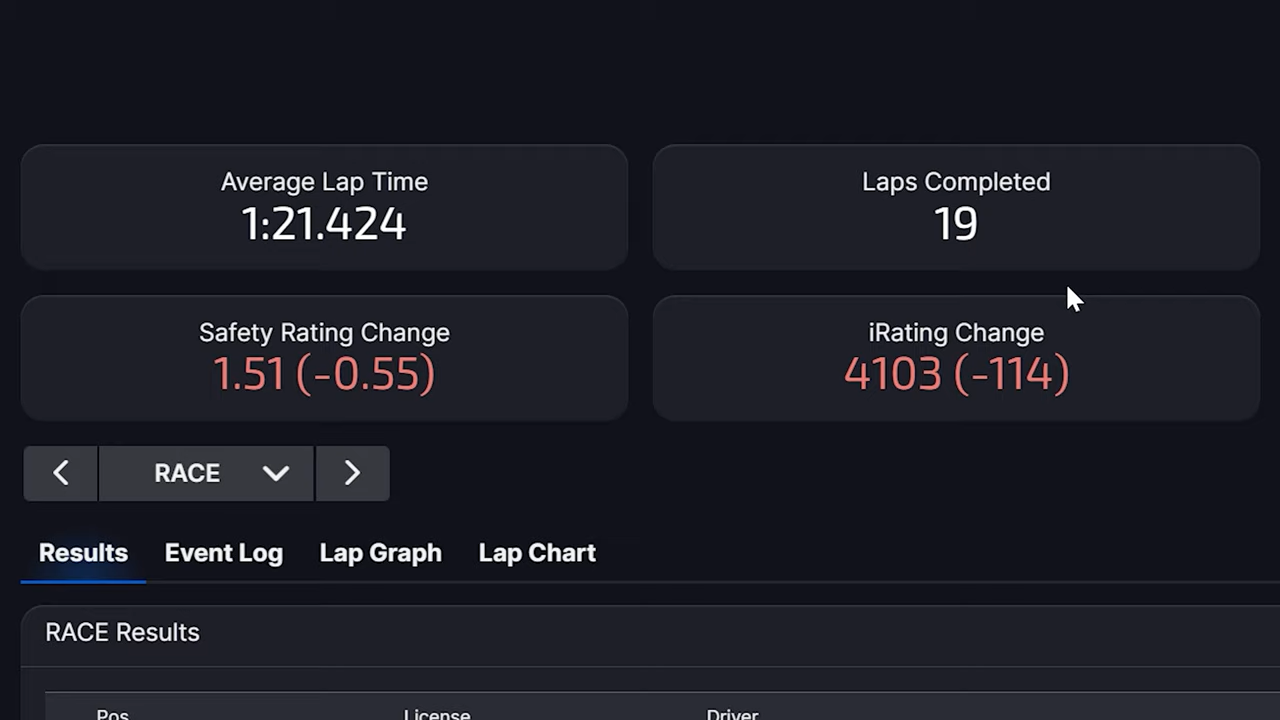 Average Lap Time
1:21.424
Laps Completed
19
Safety Rating Change
1.51 (-0.55)
iRating Change
4103 (-114)
RACE
Results
Event Log
Lap Graph
Lap Chart
RACE Results
Pos
License
Driver